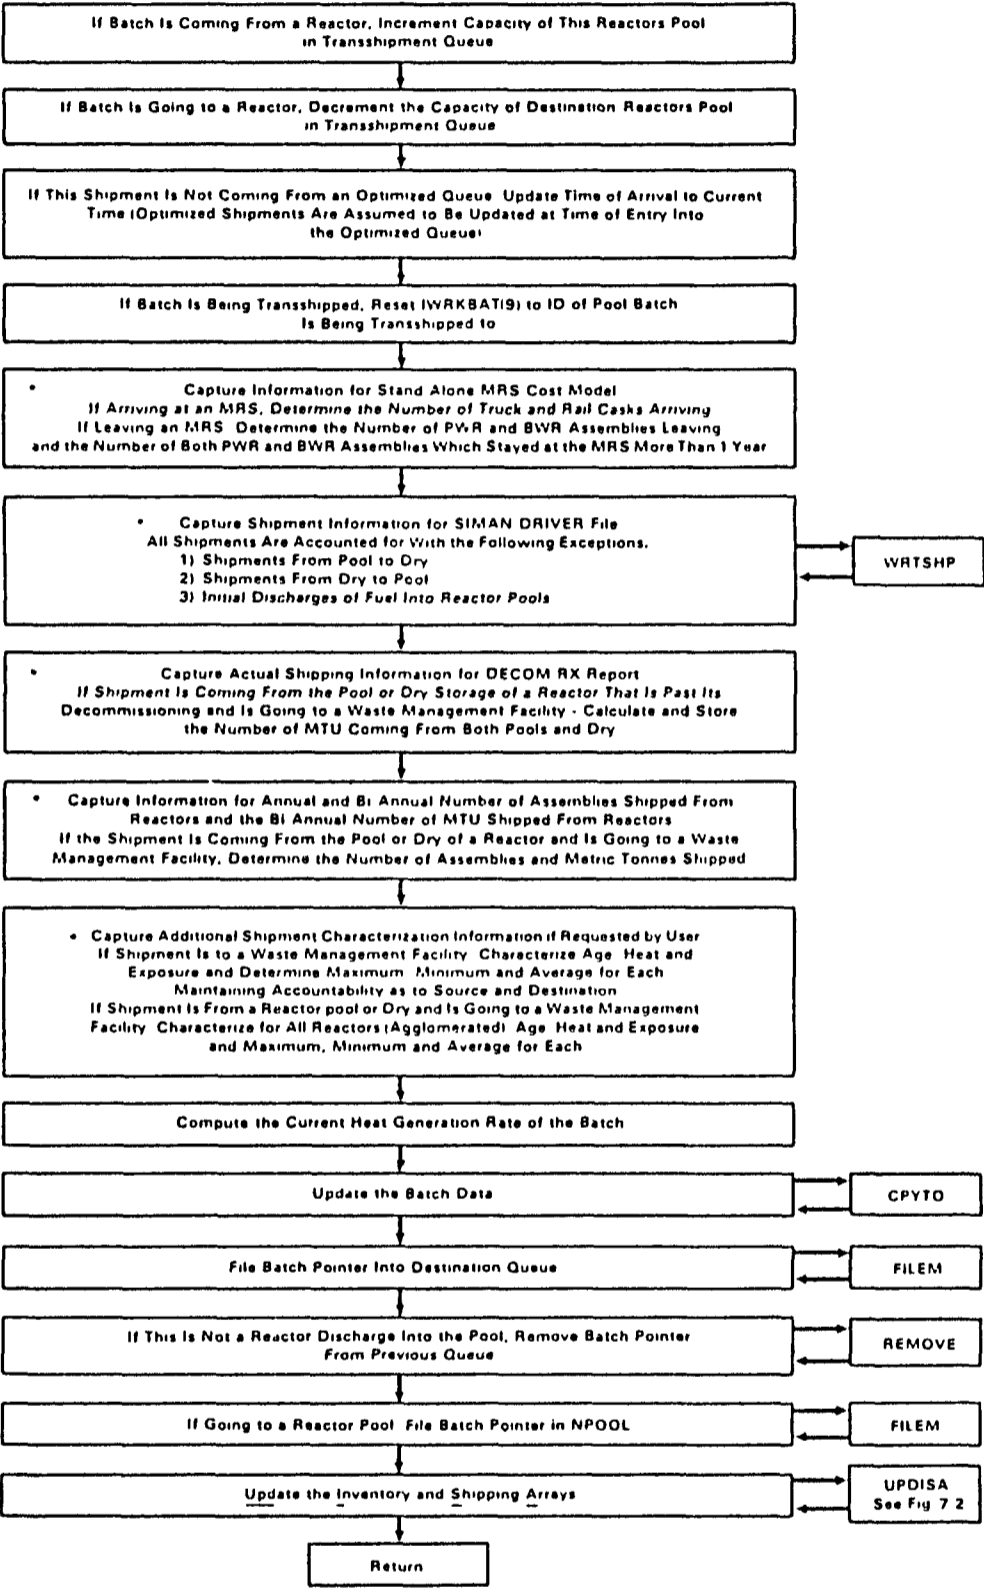 If Batch Is Coming From a Reactor, Increment Capacity of This Reactors Pool
in Transshipment Queue
If Batch Is Going to a Reactor, Decrement the Capacity of Destination Reactors Pool
in Transshipment Queue
If This Shipment Is Not Coming From an Optimized Queue Update Time of Arrival to Current
Time (Optimized Shipments Are Assumed to Be Updated at Time of Entry Into
the Optimized Queue)
If Batch Is Being Transshipped, Reset IWRKBAT(9) to ID of Pool Batch
Is Being Transshipped to
• Capture Information for Stand Alone MRS Cost Model
If Arriving at an MRS, Determine the Number of Truck and Rail Casks Arriving
If Leaving an MRS Determine the Number of PWR and BWR Assemblies Leaving
and the Number of Both PWR and BWR Assemblies Which Stayed at the MRS More Than 1 Year
• Capture Shipment Information for SIMAN DRIVER File
All Shipments Are Accounted for With the Following Exceptions.
1) Shipments From Pool to Dry
2) Shipments From Dry to Pool
3) Initial Discharges of Fuel Into Reactor Pools
WRTSHP
• Capture Actual Shipping Information for DECOM RX Report
If Shipment Is Coming From the Pool or Dry Storage of a Reactor That Is Past Its
Decommissioning and Is Going to a Waste Management Facility - Calculate and Store
the Number of MTU Coming From Both Pools and Dry
• Capture Information for Annual and Bi Annual Number of Assemblies Shipped From
Reactors and the Bi Annual Number of MTU Shipped From Reactors
If the Shipment Is Coming From the Pool or Dry of a Reactor and Is Going to a Waste
Management Facility, Determine the Number of Assemblies and Metric Tonnes Shipped
• Capture Additional Shipment Characterization Information if Requested by User
If Shipment Is to a Waste Management Facility Characterize Age Heat and
Exposure and Determine Maximum Minimum and Average for Each
Maintaining Accountability as to Source and Destination
If Shipment Is From a Reactor pool or Dry and Is Going to a Waste Management
Facility Characterize for All Reactors (Agglomerated) Age Heat and Exposure
and Maximum, Minimum and Average for Each
Compute the Current Heat Generation Rate of the Batch
Update the Batch Data
CPYTO
File Batch Pointer Into Destination Queue
FILEM
If This Is Not a Reactor Discharge Into the Pool, Remove Batch Pointer
From Previous Queue
REMOVE
If Going to a Reactor Pool File Batch Pointer in NPOOL
FILEM
Update the Inventory and Shipping Arrays
UPDISA
See Fig 7 2
Return